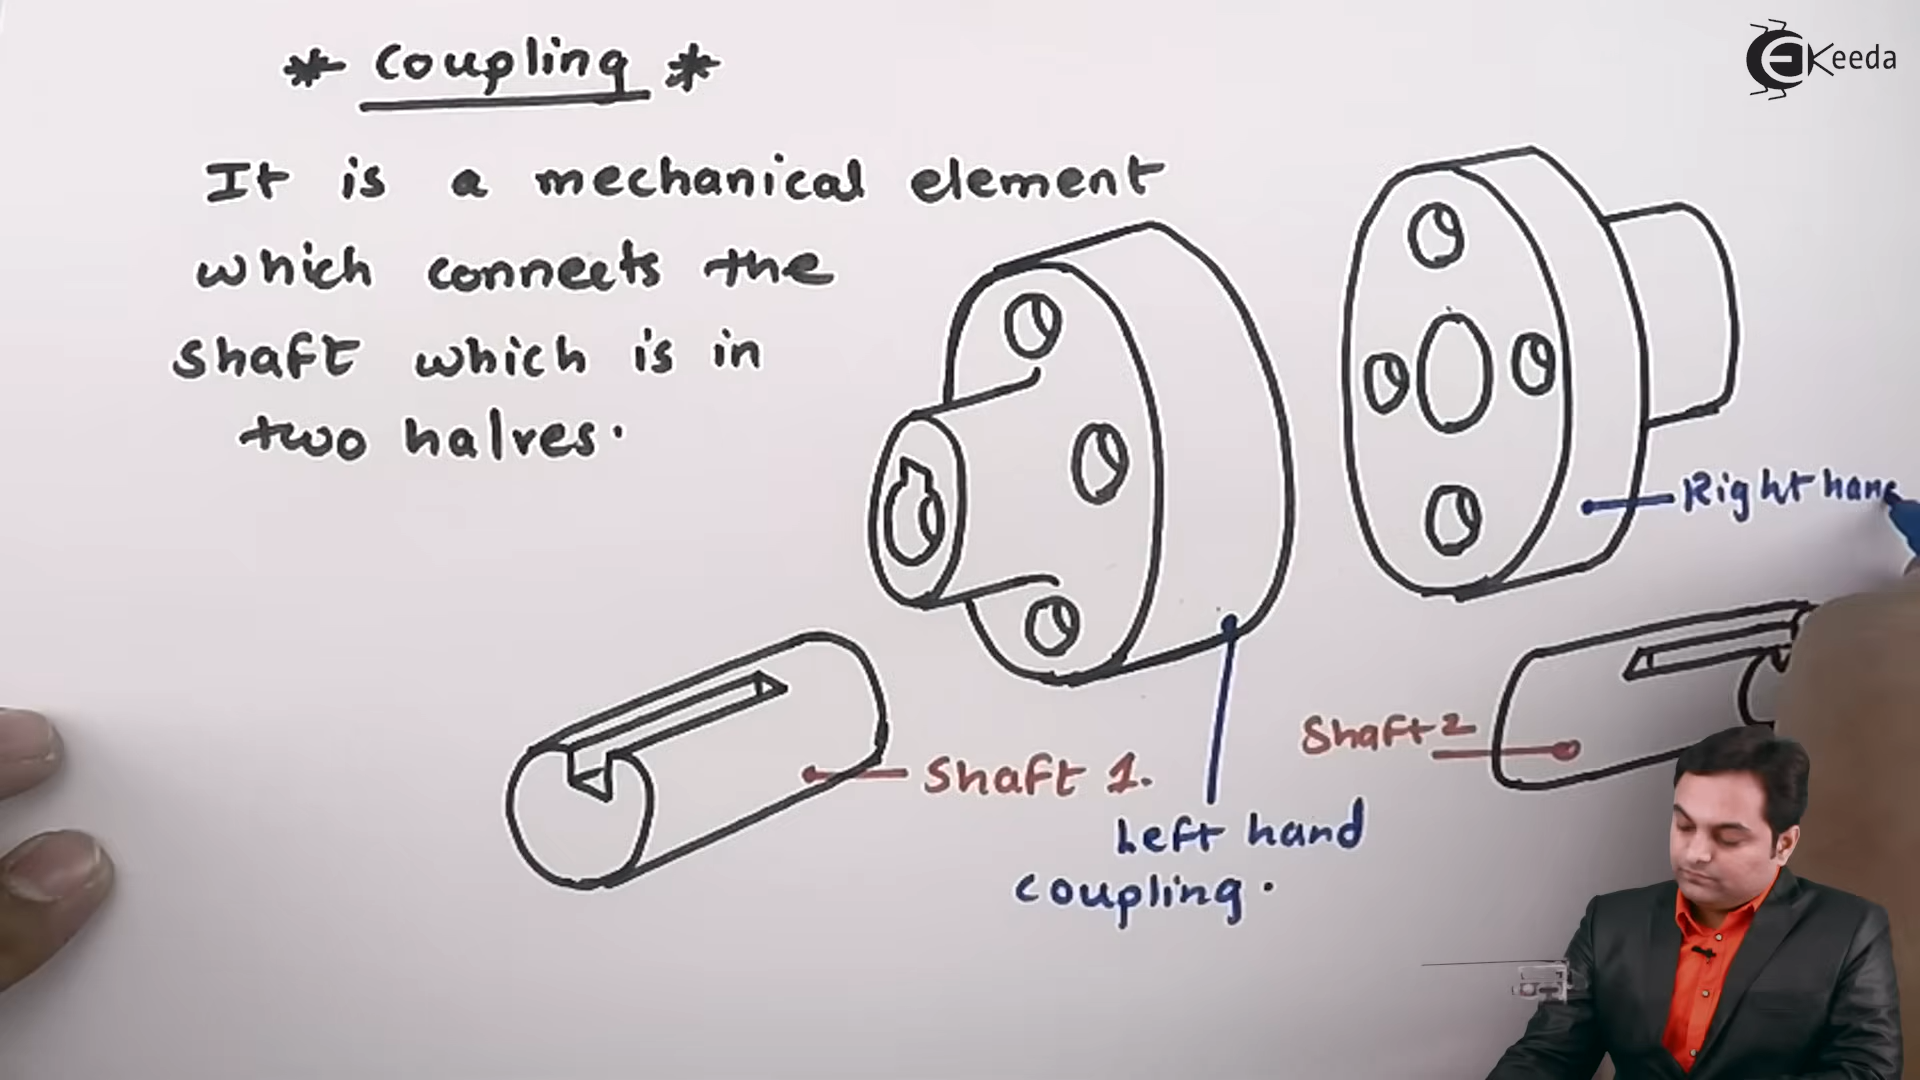 * Coupling *
EKeeda
It is a mechanical element
which connects the
shaft which is in
two halves.
Right hand
Shaft 2
Shaft 1.
Left hand
coupling.